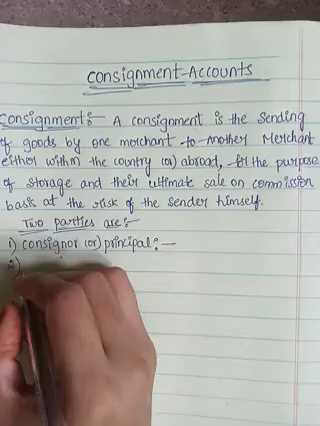 Consignment Accounts
Consignment:- A consignment is the sending
of goods by one merchant to another Merchant
either within the country (or) abroad, for the purpose
of storage and their ultimate sale on commission
basis at the risk of the sender himself.
Two parties are:-
1) consignor (or) principal:-
2)